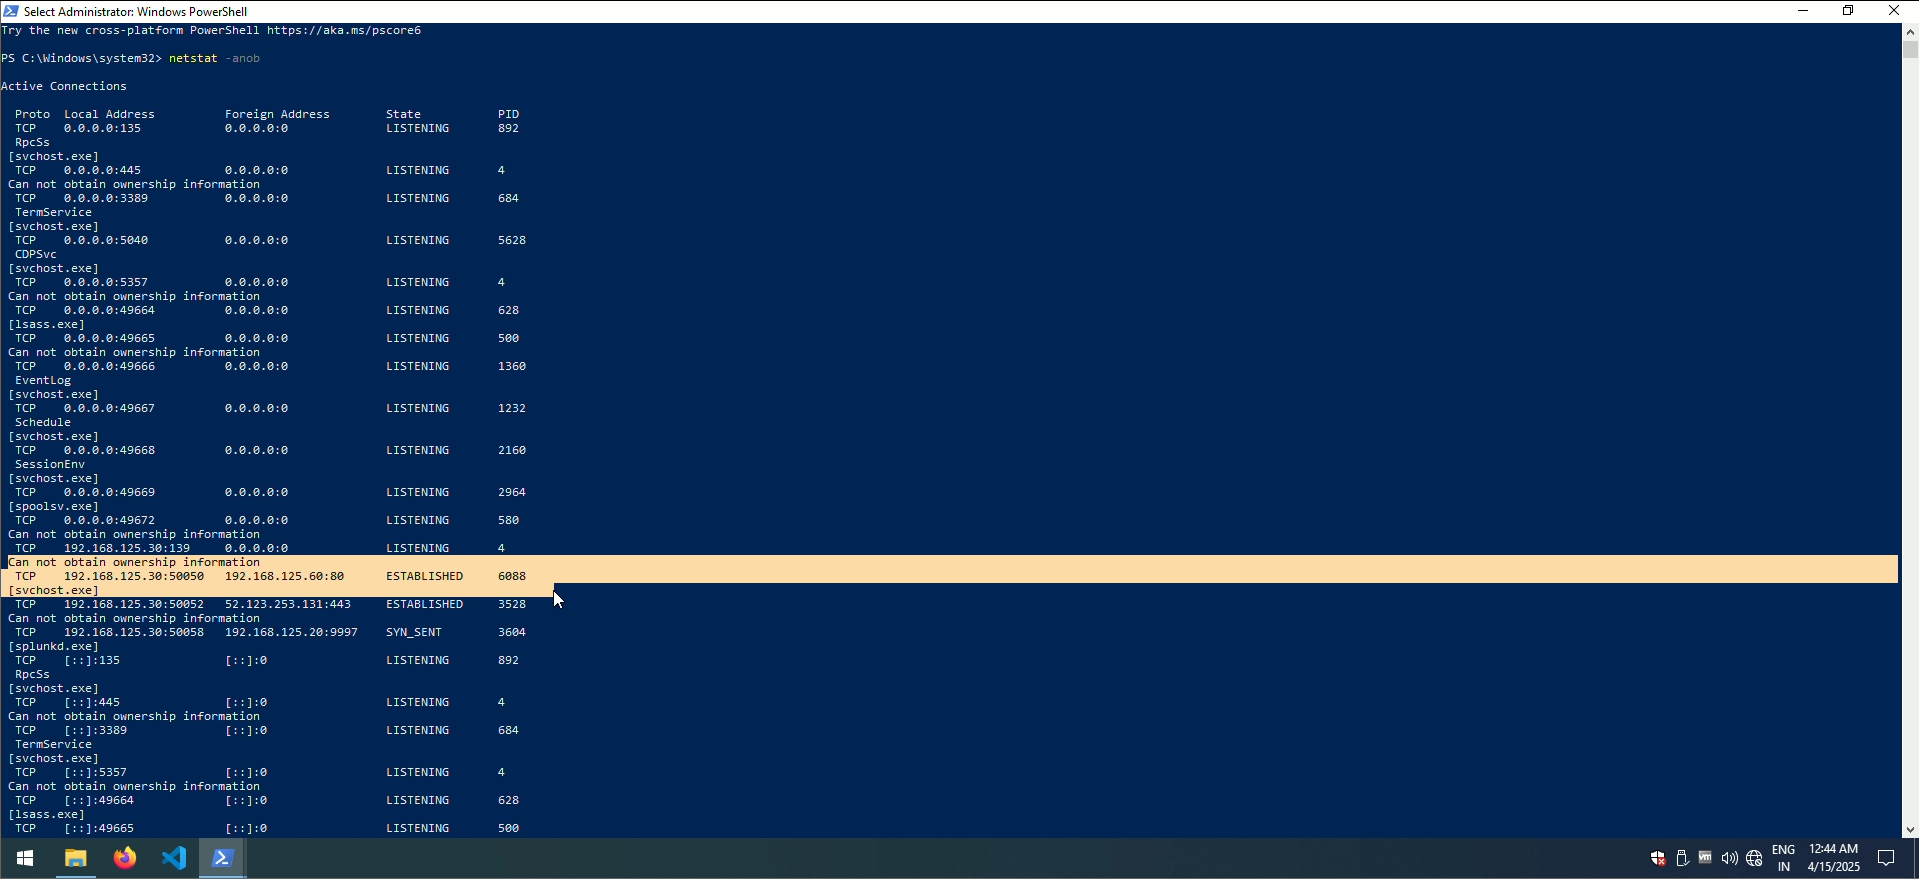 Select Administrator: Windows PowerShell
Try the new cross-platform PowerShell https://aka.ms/pscore6
PS C:\Windows\system32> netstat -anob
Active Connections
Proto Local Address Foreign Address State PID
TCP 0.0.0.0:135 0.0.0.0:0 LISTENING 892
RpcSs
[svchost.exe]
TCP 0.0.0.0:445 0.0.0.0:0 LISTENING 4
Can not obtain ownership information
TCP 0.0.0.0:3389 0.0.0.0:0 LISTENING 684
TermService
[svchost.exe]
TCP 0.0.0.0:5040 0.0.0.0:0 LISTENING 5628
CDPSvc
[svchost.exe]
TCP 0.0.0.0:5357 0.0.0.0:0 LISTENING 4
Can not obtain ownership information
TCP 0.0.0.0:49664 0.0.0.0:0 LISTENING 628
[lsass.exe]
TCP 0.0.0.0:49665 0.0.0.0:0 LISTENING 500
Can not obtain ownership information
TCP 0.0.0.0:49666 0.0.0.0:0 LISTENING 1360
EventLog
[svchost.exe]
TCP 0.0.0.0:49667 0.0.0.0:0 LISTENING 1232
Schedule
[svchost.exe]
TCP 0.0.0.0:49668 0.0.0.0:0 LISTENING 2160
SessionEnv
[svchost.exe]
TCP 0.0.0.0:49669 0.0.0.0:0 LISTENING 2964
[spoolsv.exe]
TCP 0.0.0.0:49672 0.0.0.0:0 LISTENING 580
Can not obtain ownership information
TCP 192.168.125.30:139 0.0.0.0:0 LISTENING 4
Can not obtain ownership information
TCP 192.168.125.30:50050 192.168.125.60:80 ESTABLISHED 6088
[svchost.exe]
TCP 192.168.125.30:50052 52.123.253.131:443 ESTABLISHED 3528
Can not obtain ownership information
TCP 192.168.125.30:50058 192.168.125.20:9997 SYN_SENT 3604
[splunkd.exe]
TCP [::]:135 [::]:0 LISTENING 892
RpcSs
[svchost.exe]
TCP [::]:445 [::]:0 LISTENING 4
Can not obtain ownership information
TCP [::]:3389 [::]:0 LISTENING 684
TermService
[svchost.exe]
TCP [::]:5357 [::]:0 LISTENING 4
Can not obtain ownership information
TCP [::]:49664 [::]:0 LISTENING 628
[lsass.exe]
TCP [::]:49665 [::]:0 LISTENING 500
vm
ENG
IN
12:44 AM
4/15/2025